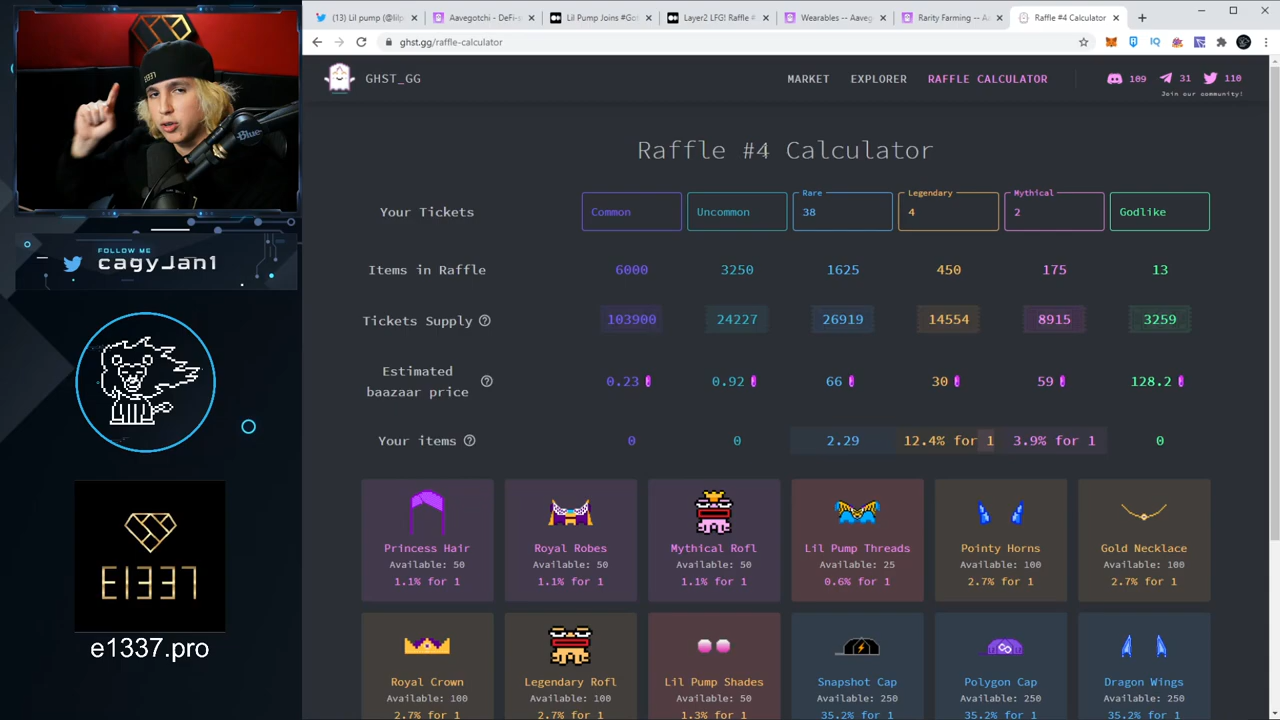 (13) Lil pump (@lilp
Aavegotchi - DeFi-s
Lil Pump Joins #Got
Layer2 LFG! Raffle #
Wearables -- Aaveg
Rarity Farming -- A
Raffle #4 Calculator
ghst.gg/raffle-calculator
GHST_GG
MARKET
EXPLORER
RAFFLE CALCULATOR
109
31
110
Join our community!
Raffle #4 Calculator
Your Tickets
Common
Uncommon
Rare
38
Legendary
4
Mythical
2
Godlike
Items in Raffle
6000
3250
1625
450
175
13
Tickets Supply
103900
24227
26919
14554
8915
3259
Estimated
baazaar price
0.23
0.92
66
30
59
128.2
Your items
0
0
2.29
12.4% for 1
3.9% for 1
0
Princess Hair
Available: 50
1.1% for 1
Royal Robes
Available: 50
1.1% for 1
Mythical Rofl
Available: 50
1.1% for 1
Lil Pump Threads
Available: 25
0.6% for 1
Pointy Horns
Available: 100
2.7% for 1
Gold Necklace
Available: 100
2.7% for 1
Royal Crown
Available: 100
2.7% for 1
Legendary Rofl
Available: 100
2.7% for 1
Lil Pump Shades
Available: 50
1.3% for 1
Snapshot Cap
Available: 250
35.2% for 1
Polygon Cap
Available: 250
35.2% for 1
Dragon Wings
Available: 250
35.2% for 1
Blue
FOLLOW ME
cagyJan1
E1337
e1337.pro